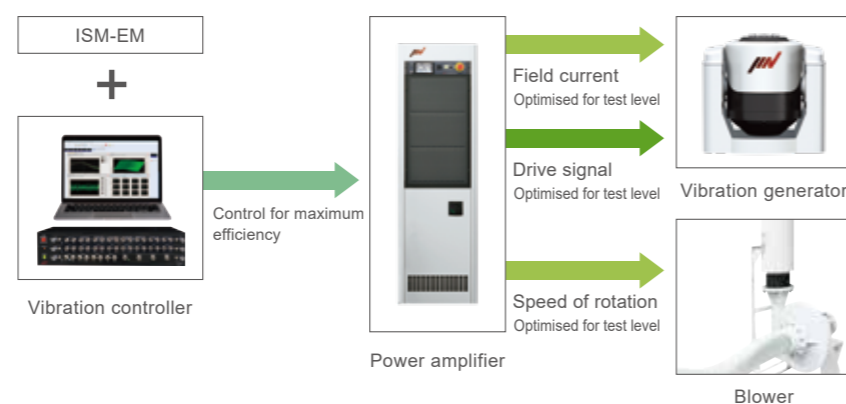 ISM-EM
+
Vibration controller
Control for maximum
efficiency
Power amplifier
Field current
Optimised for test level
Drive signal
Optimised for test level
Speed of rotation
Optimised for test level
Vibration generator
Blower